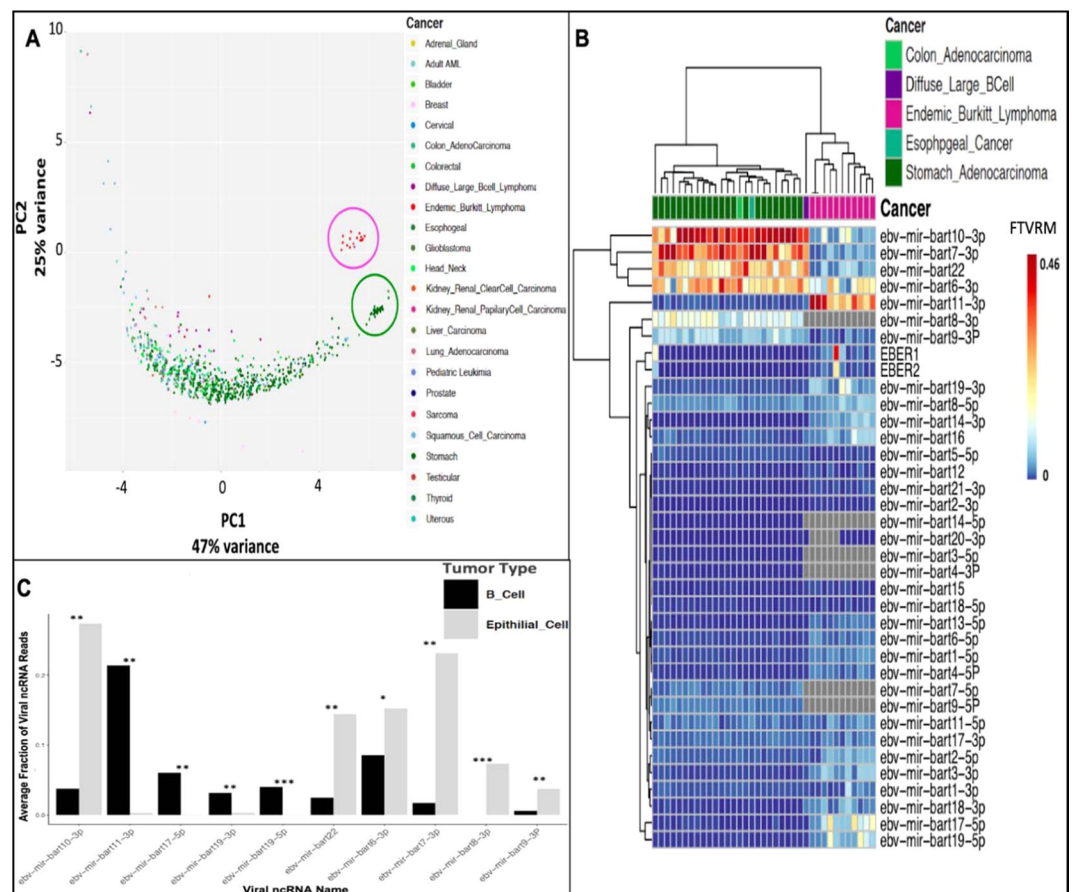 A
10
5
0
-5
-4
0
4
PC2
25% variance
PC1
47% variance
Cancer
Adrenal_Gland
Adult AML
Bladder
Breast
Cervical
Colon_AdenoCarcinoma
Colorectal
Diffuse_Large_Bcell_Lymphoma
Endemic_Burkitt_Lymphoma
Esophogeal
Glioblastoma
Head_Neck
Kidney_Renal_ClearCell_Carcinoma
Kidney_Renal_PapilaryCell_Carcinoma
Liver_Carcinoma
Lung_Adenocarcinoma
Pediatric Leukimia
Prostate
Sarcoma
Squamous_Cell_Carcinoma
Stomach
Testicular
Thyroid
Uterous
B
Cancer
Colon_Adenocarcinoma
Diffuse_Large_BCell
Endemic_Burkitt_Lymphoma
Esophpgeal_Cancer
Stomach_Adenocarcinoma
Cancer
FTVRM
0.46
0
ebv-mir-bart10-3p
ebv-mir-bart7-3p
ebv-mir-bart22
ebv-mir-bart6-3p
ebv-mir-bart11-3p
ebv-mir-bart8-3p
ebv-mir-bart9-3P
EBER1
EBER2
ebv-mir-bart19-3p
ebv-mir-bart8-5p
ebv-mir-bart14-3p
ebv-mir-bart16
ebv-mir-bart5-5p
ebv-mir-bart12
ebv-mir-bart21-3p
ebv-mir-bart2-3p
ebv-mir-bart14-5p
ebv-mir-bart20-3p
ebv-mir-bart3-5p
ebv-mir-bart4-3P
ebv-mir-bart15
ebv-mir-bart18-5p
ebv-mir-bart13-5p
ebv-mir-bart6-5p
ebv-mir-bart1-5p
ebv-mir-bart4-5P
ebv-mir-bart7-5p
ebv-mir-bart9-5P
ebv-mir-bart11-5p
ebv-mir-bart17-3p
ebv-mir-bart2-5p
ebv-mir-bart3-3p
ebv-mir-bart1-3p
ebv-mir-bart18-3p
ebv-mir-bart17-5p
ebv-mir-bart19-5p
C
Tumor Type
B_Cell
Epithilial_Cell
Average Fraction of Viral ncRNA Reads
0.2
0.1
0.0
** ** ** ** *** ** * ** *** **
ebv-mir-bart10-3p
ebv-mir-bart11-3p
ebv-mir-bart17-5p
ebv-mir-bart19-3p
ebv-mir-bart19-5p
ebv-mir-bart22
ebv-mir-bart6-3p
ebv-mir-bart7-3p
ebv-mir-bart8-3p
ebv-mir-bart9-3P
Viral ncRNA Name